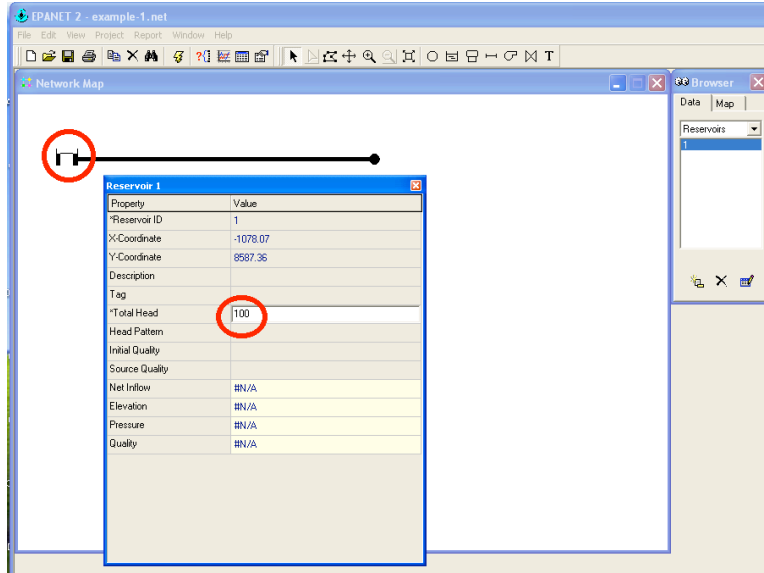 EPANET 2 - example-1.net
File Edit View Project Report Window Help
T
Network Map
Browser
Data Map
Reservoirs
1
Reservoir 1
Property Value
*Reservoir ID 1
X-Coordinate -1078.07
Y-Coordinate 8587.36
Description
Tag
*Total Head 100
Head Pattern
Initial Quality
Source Quality
Net Inflow #N/A
Elevation #N/A
Pressure #N/A
Quality #N/A